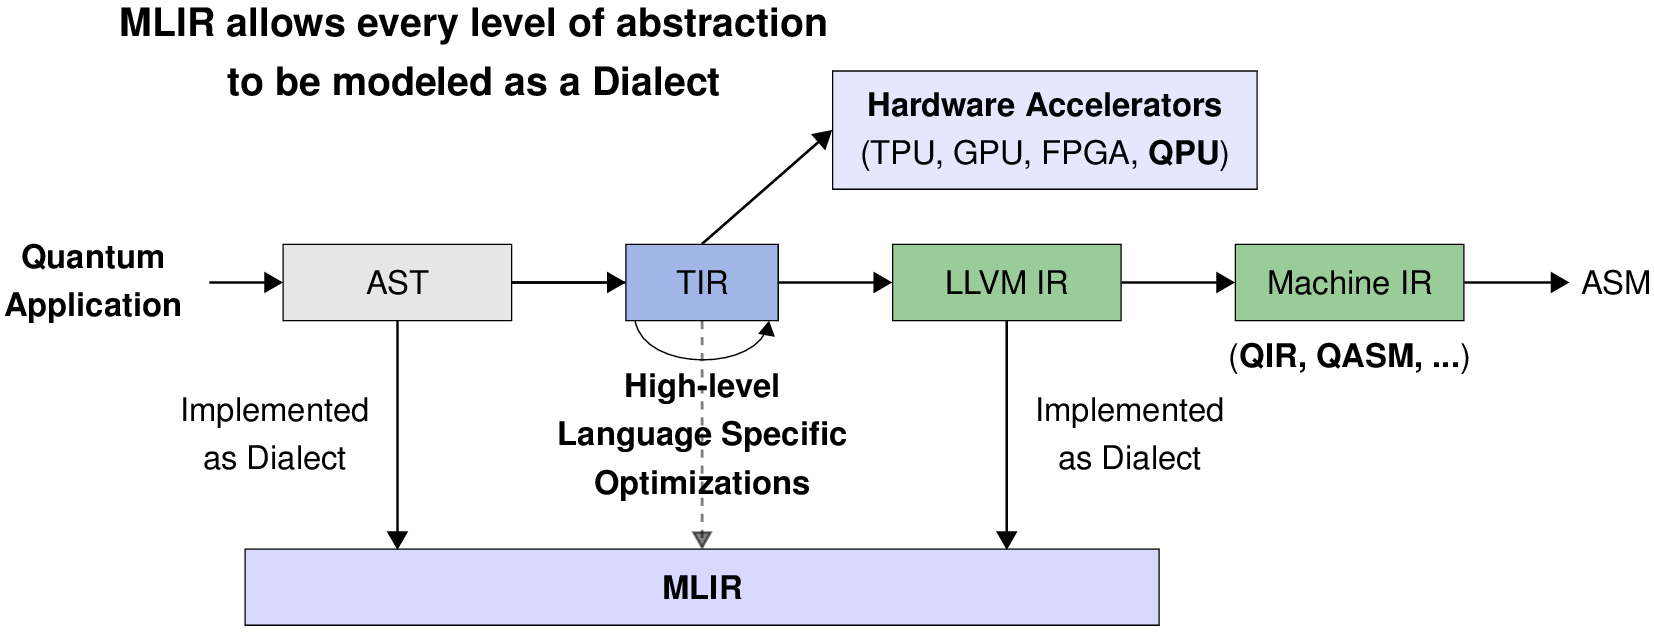 MLIR allows every level of abstraction
to be modeled as a Dialect
Hardware Accelerators
(TPU, GPU, FPGA, QPU)
Quantum
Application
AST
TIR
LLVM IR
Machine IR
ASM
(QIR, QASM, ...)
High-level
Language Specific
Optimizations
Implemented
as Dialect
Implemented
as Dialect
MLIR